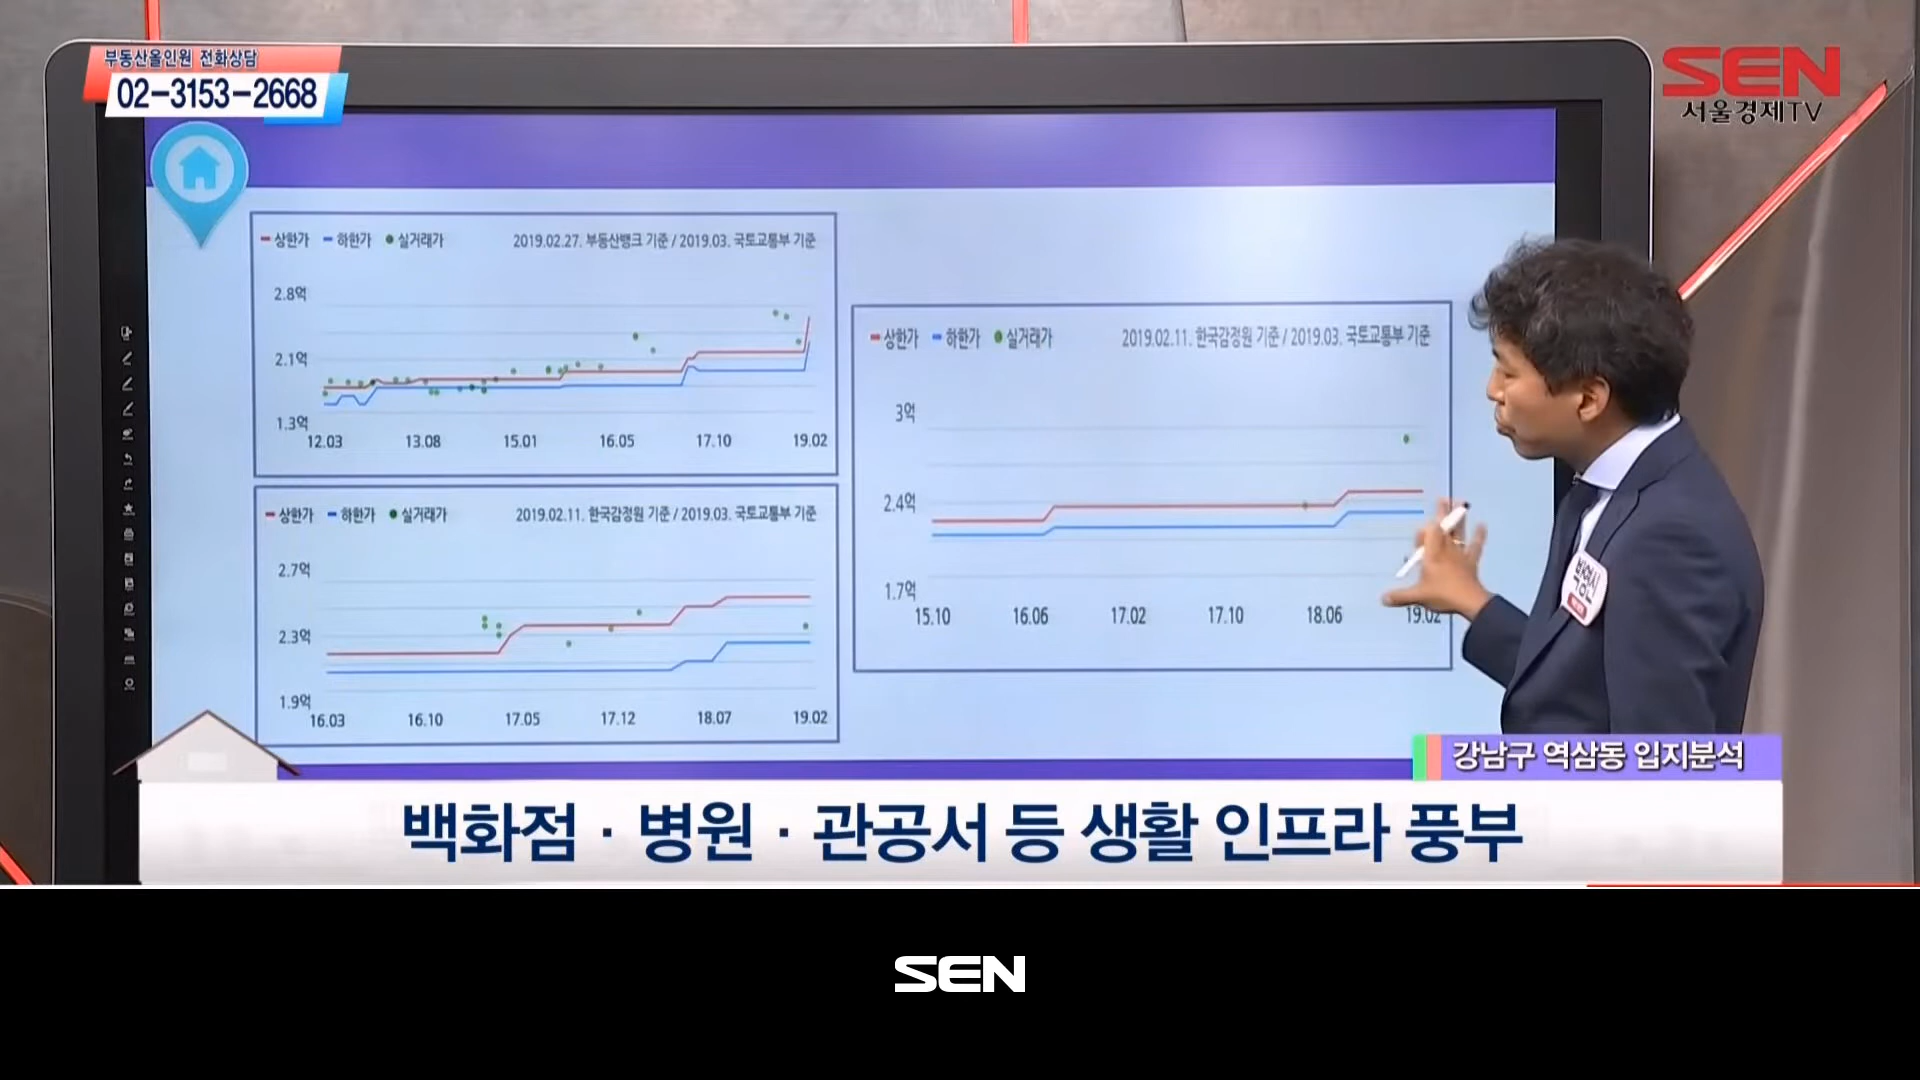 부동산올인원 전화상담
02-3153-2668
SEN
서울경제TV
상한가 하한가 실거래가 2019.02.27. 부동산뱅크 기준 / 2019.03. 국토교통부 기준
2.8억
2.1억
1.3억
12.03 13.08 15.01 16.05 17.10 19.02
상한가 하한가 실거래가 2019.02.11. 한국감정원 기준 / 2019.03. 국토교통부 기준
2.7억
2.3억
1.9억
16.03 16.10 17.05 17.12 18.07 19.02
상한가 하한가 실거래가 2019.02.11. 한국감정원 기준 / 2019.03. 국토교통부 기준
3억
2.4억
1.7억
15.10 16.06 17.02 17.10 18.06 19.02
강남구 역삼동 입지분석
백화점 · 병원 · 관공서 등 생활 인프라 풍부
SEN